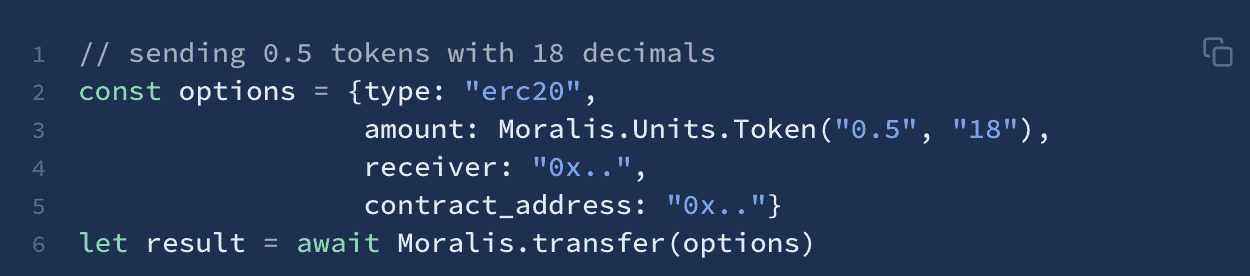 1 // sending 0.5 tokens with 18 decimals
2 const options = {type: "erc20",
3 amount: Moralis.Units.Token("0.5", "18"),
4 receiver: "0x..",
5 contract_address: "0x.."}
6 let result = await Moralis.transfer(options)